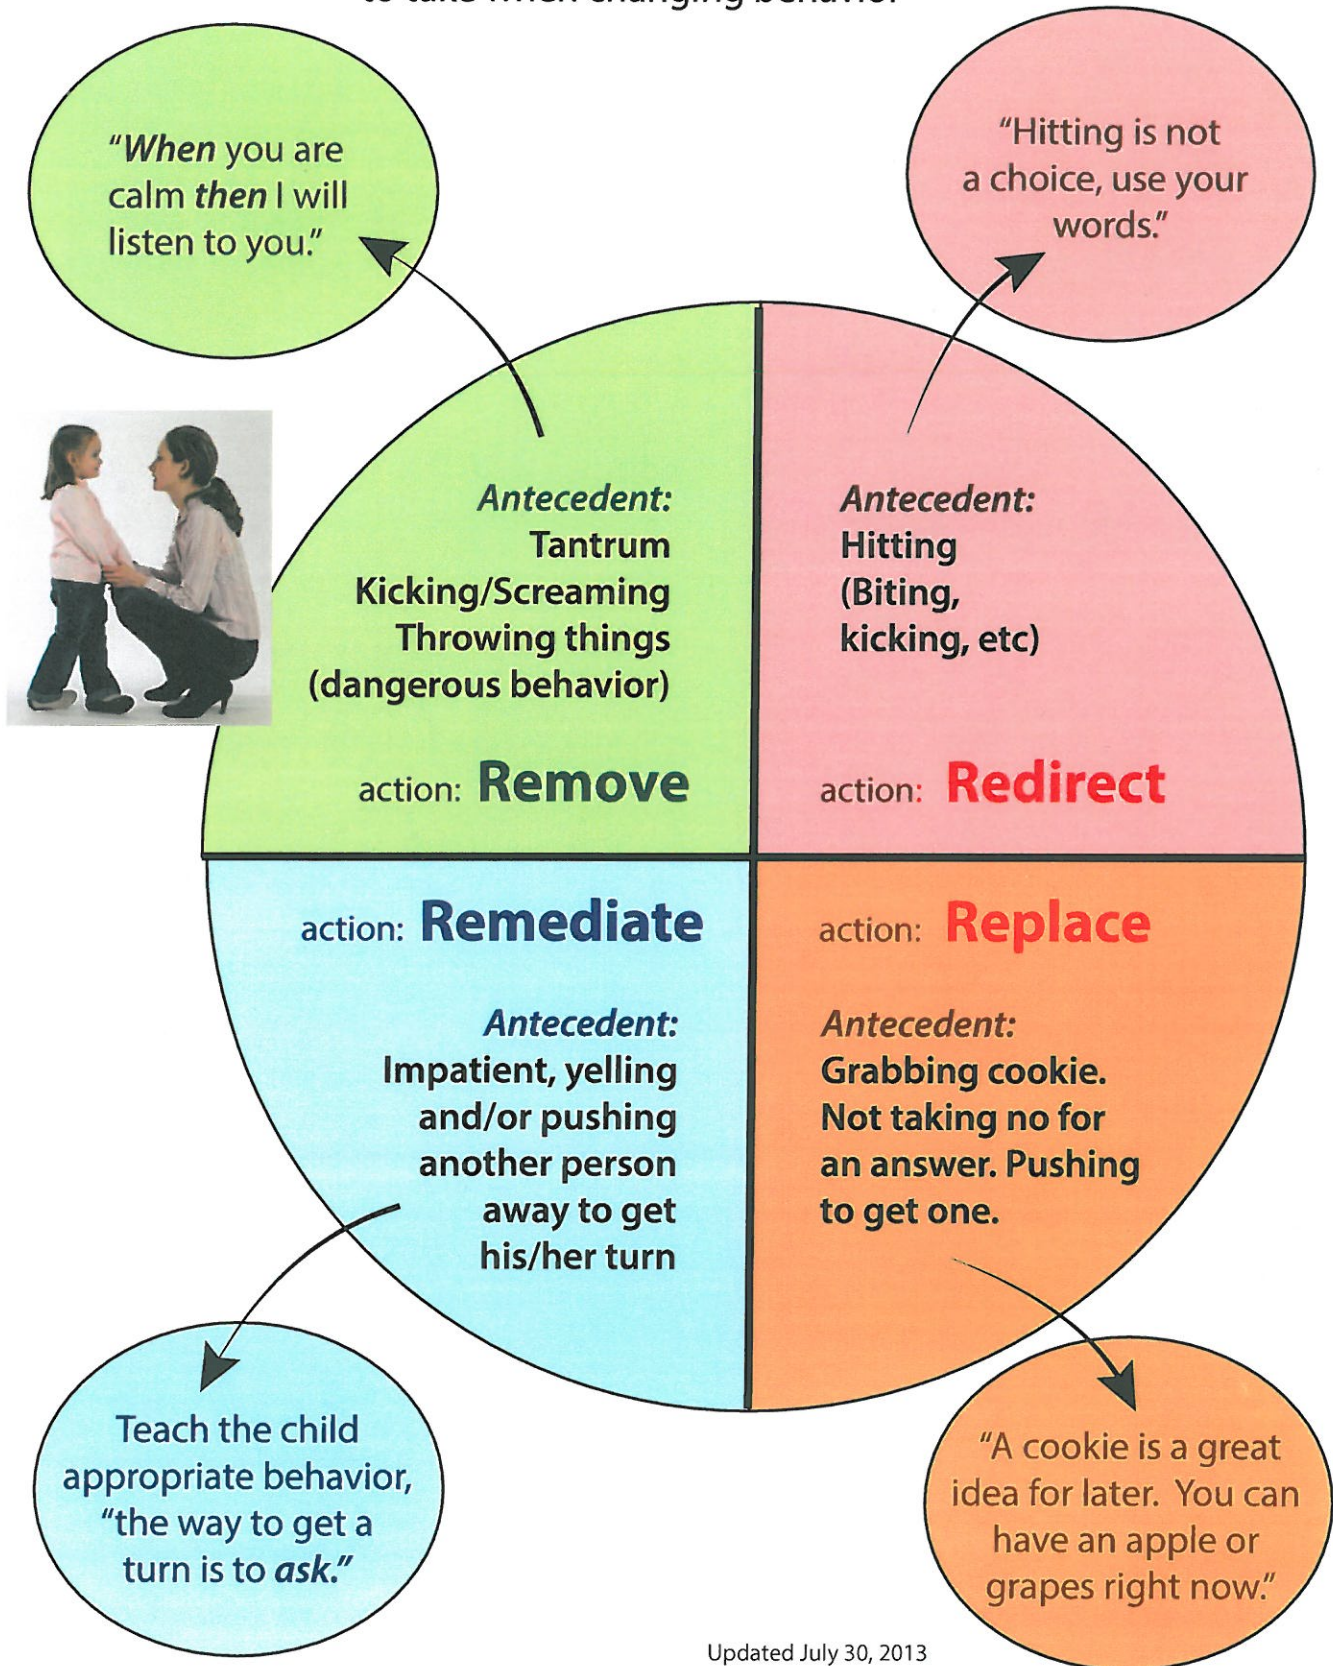 to take when changing behavior
"When you are
calm then I will
listen to you."
"Hitting is not
a choice, use your
words."
Antecedent:
Tantrum
Kicking/Screaming
Throwing things
(dangerous behavior)
action: Remove
Antecedent:
Hitting
(Biting,
kicking, etc)
action: Redirect
action: Remediate
Antecedent:
Impatient, yelling
and/or pushing
another person
away to get
his/her turn
action: Replace
Antecedent:
Grabbing cookie.
Not taking no for
an answer. Pushing
to get one.
Teach the child
appropriate behavior,
"the way to get a
turn is to ask."
"A cookie is a great
idea for later. You can
have an apple or
grapes right now."
Updated July 30, 2013